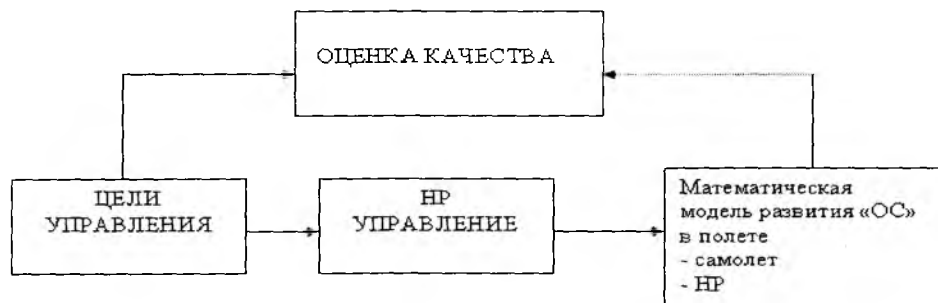 ОЦЕНКА КАЧЕСТВА
ЦЕЛИ
УПРАВЛЕНИЯ
НР
УПРАВЛЕНИЕ
Математическая
модель развития «ОС»
в полете
- самолет
- НР